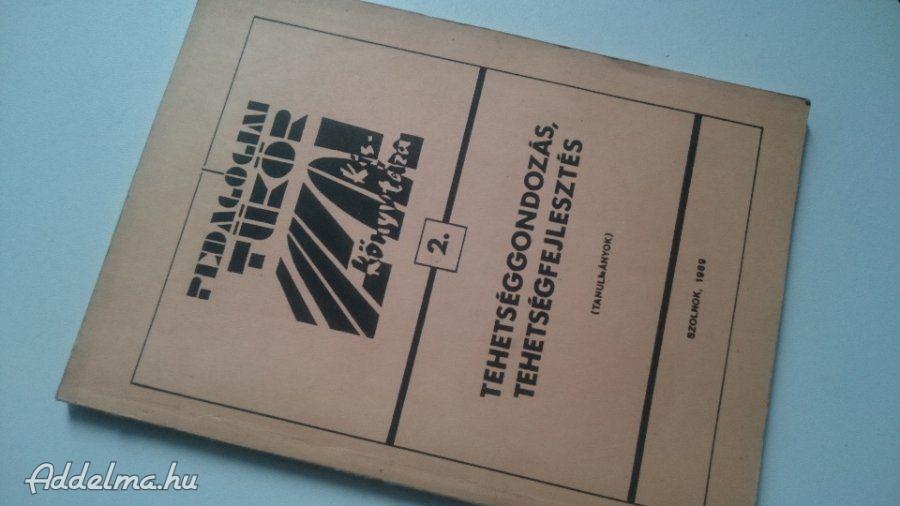 PEDAGÓGIAI
TÜKÖR
Kis-
könyvtára
2.
TEHETSÉGGONDOZÁS,
TEHETSÉGFEJLESZTÉS
(TANULMÁNYOK)
SZOLNOK, 1989
Addelma.hu